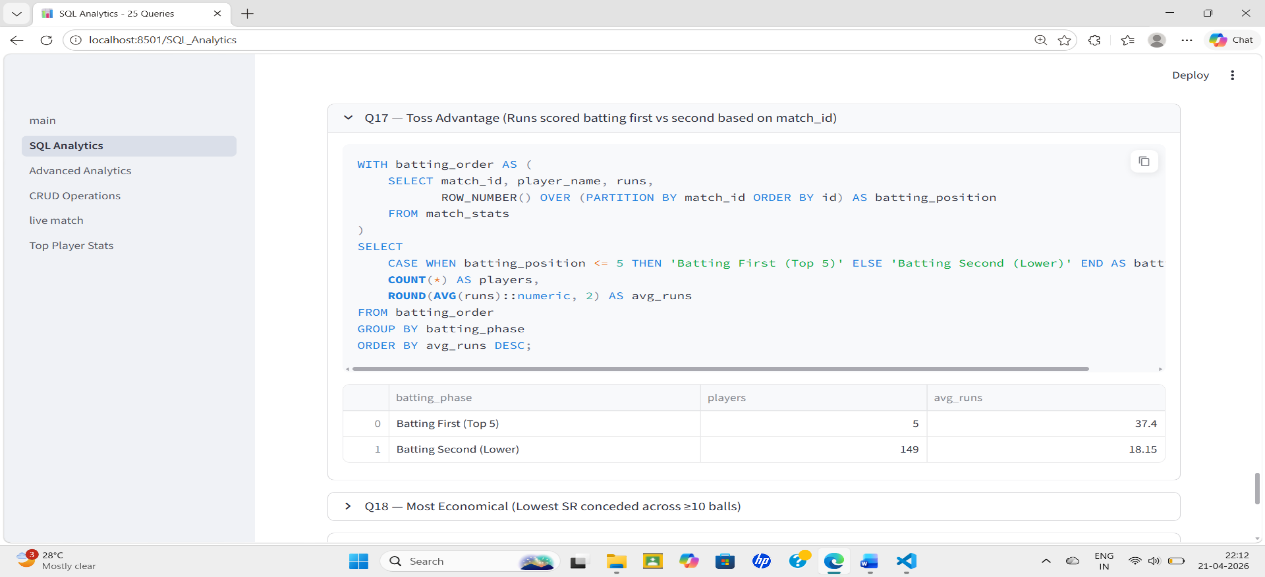 SQL Analytics - 25 Queries
localhost:8501/SQL_Analytics
Chat
Deploy
main
SQL Analytics
Advanced Analytics
CRUD Operations
live match
Top Player Stats
Q17 — Toss Advantage (Runs scored batting first vs second based on match_id)
WITH batting_order AS (
SELECT match_id, player_name, runs,
ROW_NUMBER() OVER (PARTITION BY match_id ORDER BY id) AS batting_position
FROM match_stats
)
SELECT
CASE WHEN batting_position <= 5 THEN 'Batting First (Top 5)' ELSE 'Batting Second (Lower)' END AS batt
COUNT(*) AS players,
ROUND(AVG(runs)::numeric, 2) AS avg_runs
FROM batting_order
GROUP BY batting_phase
ORDER BY avg_runs DESC;
batting_phase players avg_runs
0 Batting First (Top 5) 5 37.4
1 Batting Second (Lower) 149 18.15
Q18 — Most Economical (Lowest SR conceded across ≥10 balls)
3
28°C
Mostly clear
Search
hp
ENG
IN
22:12
21-04-2026